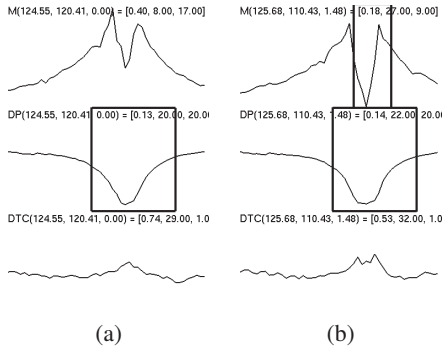 M(124.55, 120.41, 0.00) = [0.40, 8.00, 17.00]
M(125.68, 110.43, 1.48) = [0.18, 27.00, 9.00]
DP(124.55, 120.41, 0.00) = [0.13, 20.00, 20.00
DP(125.68, 110.43, 1.48) = [0.14, 22.00, 20.00
DTC(124.55, 120.41, 0.00) = [0.74, 29.00, 1.0
DTC(125.68, 110.43, 1.48) = [0.53, 32.00, 1.0
(a)
(b)